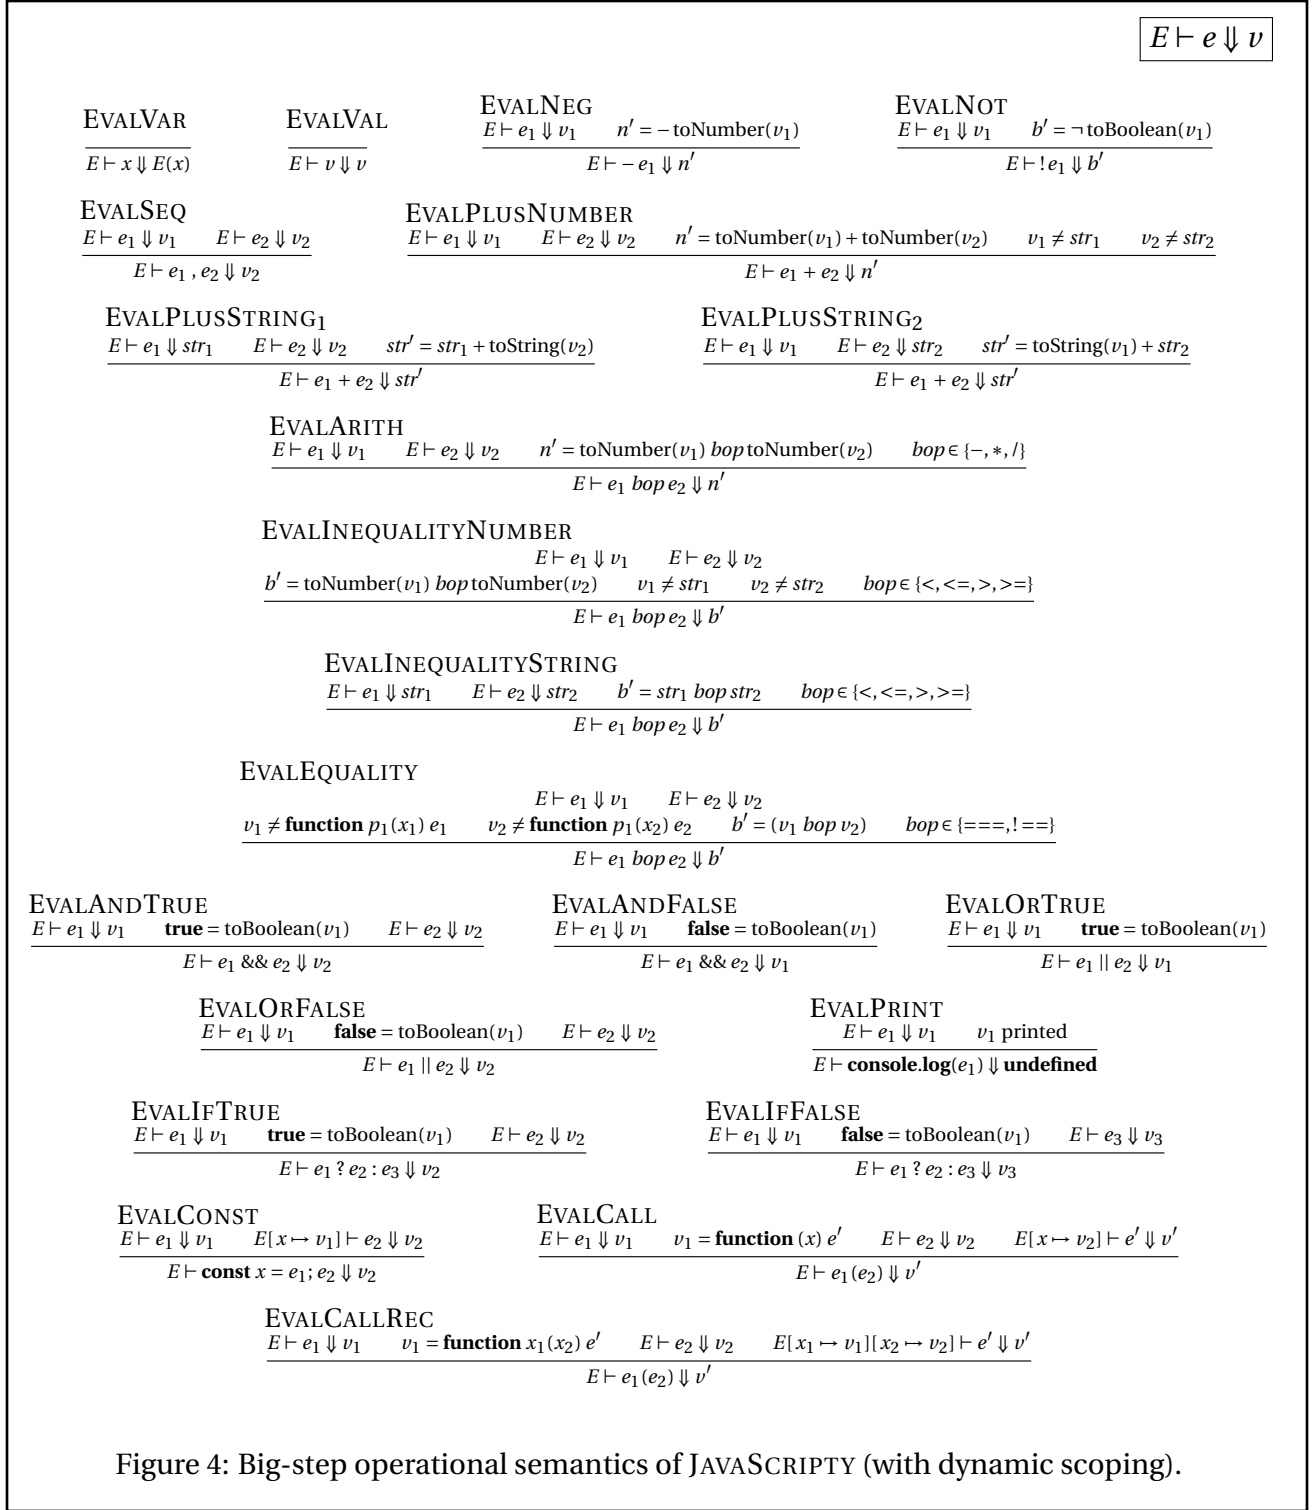 E ⊢ e ⇓ v
EVALVAR
E ⊢ x ⇓ E(x)
EVALVAL
E ⊢ v ⇓ v
EVALNEG
E ⊢ e₁ ⇓ v₁ n′ = − toNumber(v₁)
E ⊢ − e₁ ⇓ n′
EVALNOT
E ⊢ e₁ ⇓ v₁ b′ = ¬ toBoolean(v₁)
E ⊢ ! e₁ ⇓ b′
EVALSEQ
E ⊢ e₁ ⇓ v₁ E ⊢ e₂ ⇓ v₂
E ⊢ e₁ , e₂ ⇓ v₂
EVALPLUSNUMBER
E ⊢ e₁ ⇓ v₁ E ⊢ e₂ ⇓ v₂ n′ = toNumber(v₁) + toNumber(v₂) v₁ ≠ str₁ v₂ ≠ str₂
E ⊢ e₁ + e₂ ⇓ n′
EVALPLUSSTRING₁
E ⊢ e₁ ⇓ str₁ E ⊢ e₂ ⇓ v₂ str′ = str₁ + toString(v₂)
E ⊢ e₁ + e₂ ⇓ str′
EVALPLUSSTRING₂
E ⊢ e₁ ⇓ v₁ E ⊢ e₂ ⇓ str₂ str′ = toString(v₁) + str₂
E ⊢ e₁ + e₂ ⇓ str′
EVALARITH
E ⊢ e₁ ⇓ v₁ E ⊢ e₂ ⇓ v₂ n′ = toNumber(v₁) bop toNumber(v₂) bop ∈ {−, ∗, /}
E ⊢ e₁ bop e₂ ⇓ n′
EVALINEQUALITYNUMBER
E ⊢ e₁ ⇓ v₁ E ⊢ e₂ ⇓ v₂
b′ = toNumber(v₁) bop toNumber(v₂) v₁ ≠ str₁ v₂ ≠ str₂ bop ∈ {<, <=, >, >=}
E ⊢ e₁ bop e₂ ⇓ b′
EVALINEQUALITYSTRING
E ⊢ e₁ ⇓ str₁ E ⊢ e₂ ⇓ str₂ b′ = str₁ bop str₂ bop ∈ {<, <=, >, >=}
E ⊢ e₁ bop e₂ ⇓ b′
EVALEQUALITY
E ⊢ e₁ ⇓ v₁ E ⊢ e₂ ⇓ v₂
v₁ ≠ function p₁(x₁) e₁ v₂ ≠ function p₁(x₂) e₂ b′ = (v₁ bop v₂) bop ∈ {===, !==}
E ⊢ e₁ bop e₂ ⇓ b′
EVALANDTRUE
E ⊢ e₁ ⇓ v₁ true = toBoolean(v₁) E ⊢ e₂ ⇓ v₂
E ⊢ e₁ && e₂ ⇓ v₂
EVALANDFALSE
E ⊢ e₁ ⇓ v₁ false = toBoolean(v₁)
E ⊢ e₁ && e₂ ⇓ v₁
EVALORTRUE
E ⊢ e₁ ⇓ v₁ true = toBoolean(v₁)
E ⊢ e₁ || e₂ ⇓ v₁
EVALORFALSE
E ⊢ e₁ ⇓ v₁ false = toBoolean(v₁) E ⊢ e₂ ⇓ v₂
E ⊢ e₁ || e₂ ⇓ v₂
EVALPRINT
E ⊢ e₁ ⇓ v₁ v₁ printed
E ⊢ console.log(e₁) ⇓ undefined
EVALIFTRUE
E ⊢ e₁ ⇓ v₁ true = toBoolean(v₁) E ⊢ e₂ ⇓ v₂
E ⊢ e₁ ? e₂ : e₃ ⇓ v₂
EVALIFFALSE
E ⊢ e₁ ⇓ v₁ false = toBoolean(v₁) E ⊢ e₃ ⇓ v₃
E ⊢ e₁ ? e₂ : e₃ ⇓ v₃
EVALCONST
E ⊢ e₁ ⇓ v₁ E[x ↦ v₁] ⊢ e₂ ⇓ v₂
E ⊢ const x = e₁; e₂ ⇓ v₂
EVALCALL
E ⊢ e₁ ⇓ v₁ v₁ = function (x) e′ E ⊢ e₂ ⇓ v₂ E[x ↦ v₂] ⊢ e′ ⇓ v′
E ⊢ e₁(e₂) ⇓ v′
EVALCALLREC
E ⊢ e₁ ⇓ v₁ v₁ = function x₁(x₂) e′ E ⊢ e₂ ⇓ v₂ E[x₁ ↦ v₁][x₂ ↦ v₂] ⊢ e′ ⇓ v′
E ⊢ e₁(e₂) ⇓ v′
Figure 4: Big-step operational semantics of JAVASCRIPTY (with dynamic scoping).